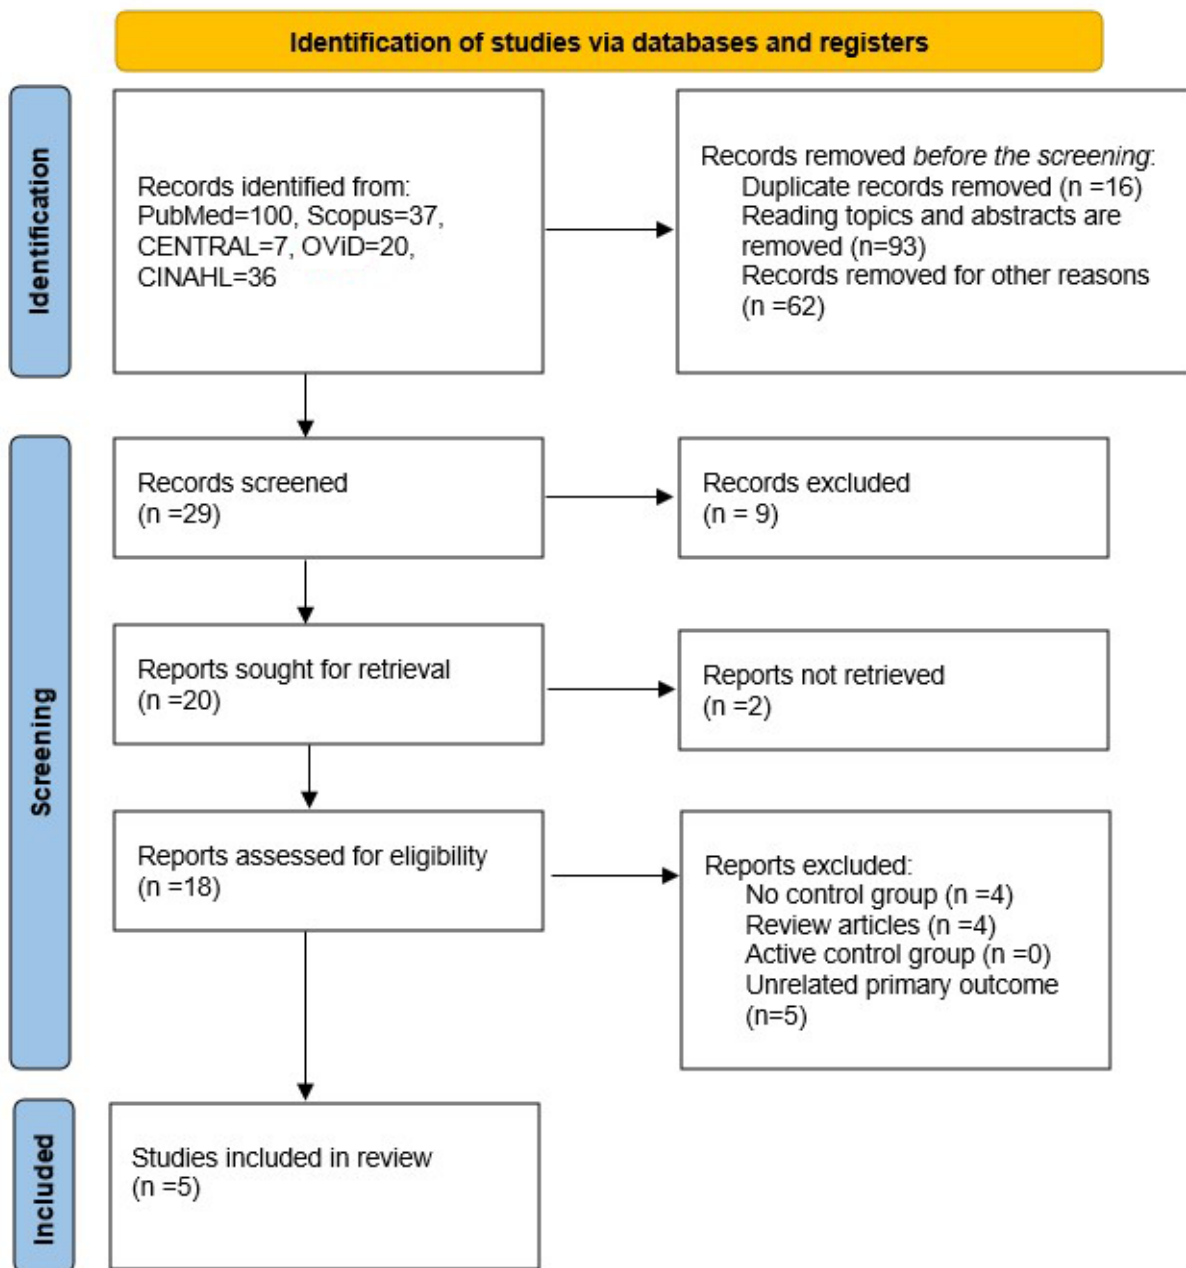 Identification of studies via databases and registers
Identification
Records identified from:
PubMed=100, Scopus=37,
CENTRAL=7, OViD=20,
CINAHL=36
Records removed before the screening:
Duplicate records removed (n =16)
Reading topics and abstracts are
removed (n=93)
Records removed for other reasons
(n =62)
Screening
Records screened
(n =29)
Records excluded
(n = 9)
Reports sought for retrieval
(n =20)
Reports not retrieved
(n =2)
Reports assessed for eligibility
(n =18)
Reports excluded:
No control group (n =4)
Review articles (n =4)
Active control group (n =0)
Unrelated primary outcome
(n=5)
Included
Studies included in review
(n =5)